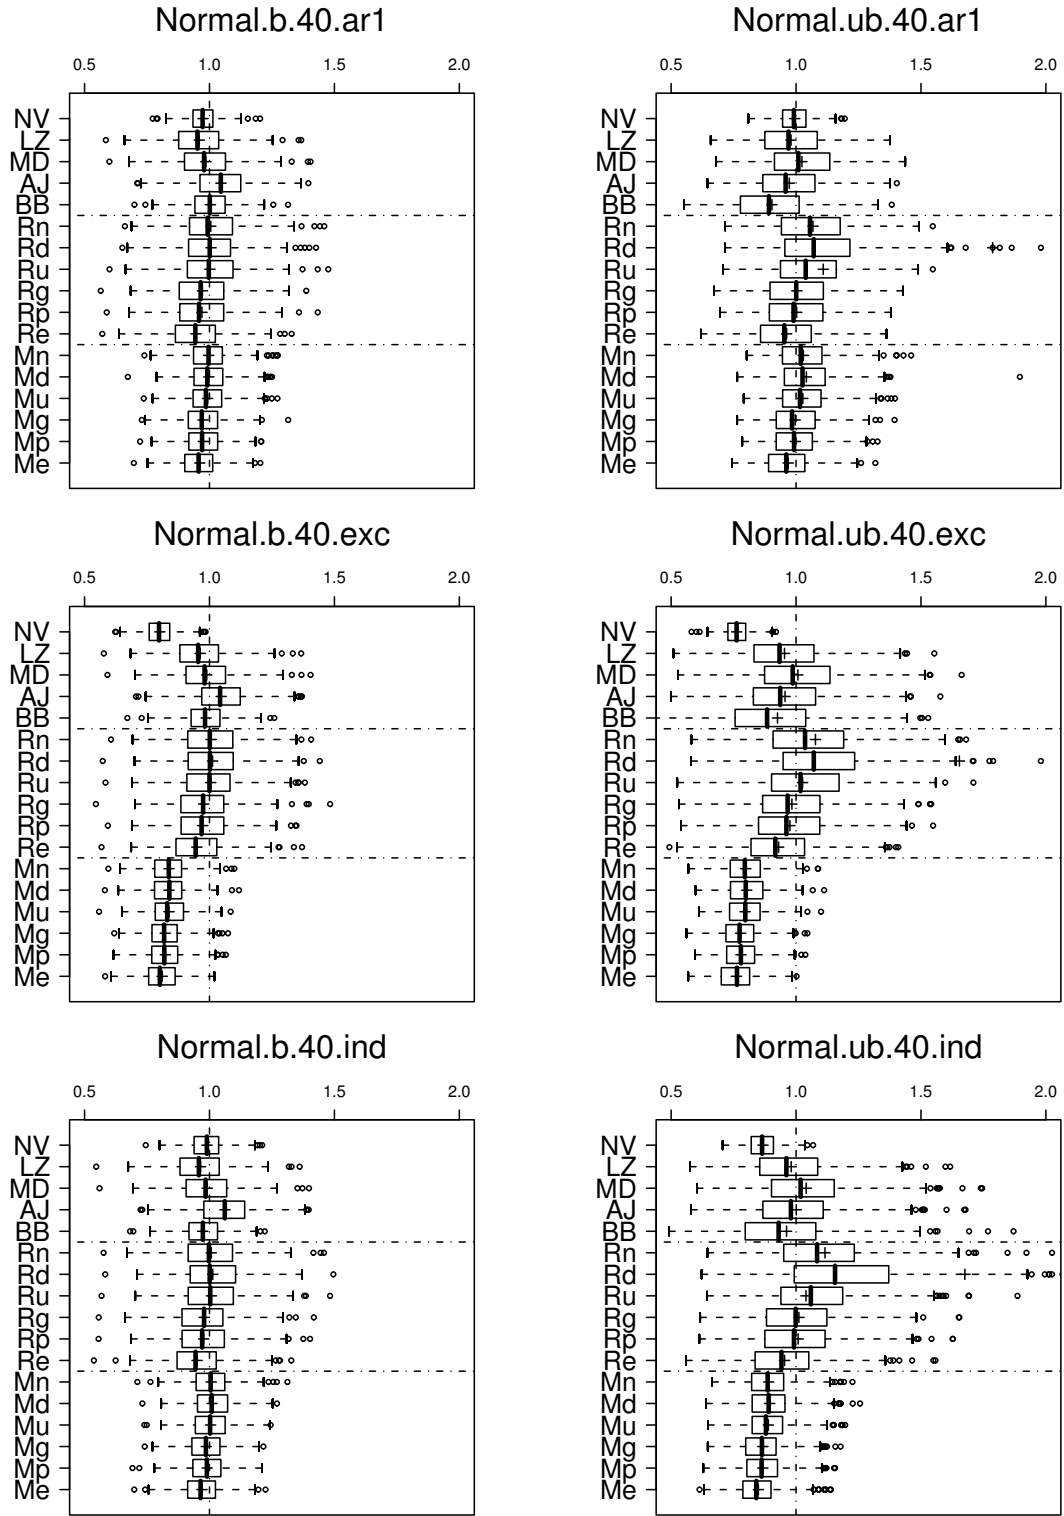 Normal.b.40.ar1
0.5 1.0 1.5 2.0
NV
LZ
MD
AJ
BB
Rn
Rd
Ru
Rg
Rp
Re
Mn
Md
Mu
Mg
Mp
Me
Normal.ub.40.ar1
0.5 1.0 1.5 2.0
NV
LZ
MD
AJ
BB
Rn
Rd
Ru
Rg
Rp
Re
Mn
Md
Mu
Mg
Mp
Me
Normal.b.40.exc
0.5 1.0 1.5 2.0
NV
LZ
MD
AJ
BB
Rn
Rd
Ru
Rg
Rp
Re
Mn
Md
Mu
Mg
Mp
Me
Normal.ub.40.exc
0.5 1.0 1.5 2.0
NV
LZ
MD
AJ
BB
Rn
Rd
Ru
Rg
Rp
Re
Mn
Md
Mu
Mg
Mp
Me
Normal.b.40.ind
0.5 1.0 1.5 2.0
NV
LZ
MD
AJ
BB
Rn
Rd
Ru
Rg
Rp
Re
Mn
Md
Mu
Mg
Mp
Me
Normal.ub.40.ind
0.5 1.0 1.5 2.0
NV
LZ
MD
AJ
BB
Rn
Rd
Ru
Rg
Rp
Re
Mn
Md
Mu
Mg
Mp
Me